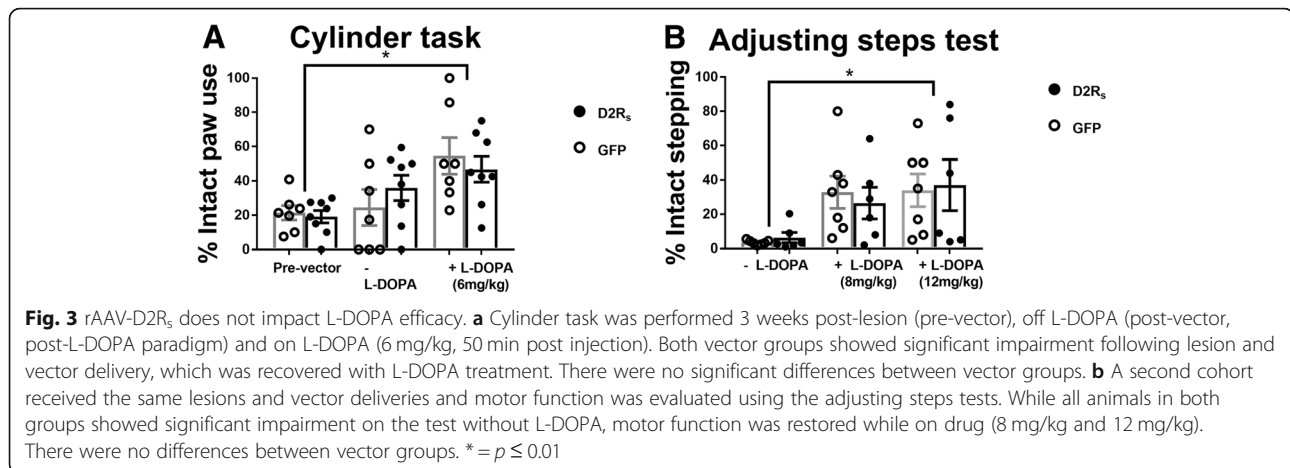 A Cylinder task
*
% Intact paw use
100
80
60
40
20
0
Pre-vector
-
L-DOPA
+ L-DOPA
(6mg/kg)
D2Rs
GFP
B Adjusting steps test
*
% Intact stepping
100
80
60
40
20
0
- L-DOPA
+ L-DOPA
(8mg/kg)
+ L-DOPA
(12mg/kg)
D2Rs
GFP
Fig. 3 rAAV-D2Rs does not impact L-DOPA efficacy. a Cylinder task was performed 3 weeks post-lesion (pre-vector), off L-DOPA (post-vector,
post-L-DOPA paradigm) and on L-DOPA (6 mg/kg, 50 min post injection). Both vector groups showed significant impairment following lesion and
vector delivery, which was recovered with L-DOPA treatment. There were no significant differences between vector groups. b A second cohort
received the same lesions and vector deliveries and motor function was evaluated using the adjusting steps tests. While all animals in both
groups showed significant impairment on the test without L-DOPA, motor function was restored while on drug (8 mg/kg and 12 mg/kg).
There were no differences between vector groups. * = p ≤ 0.01